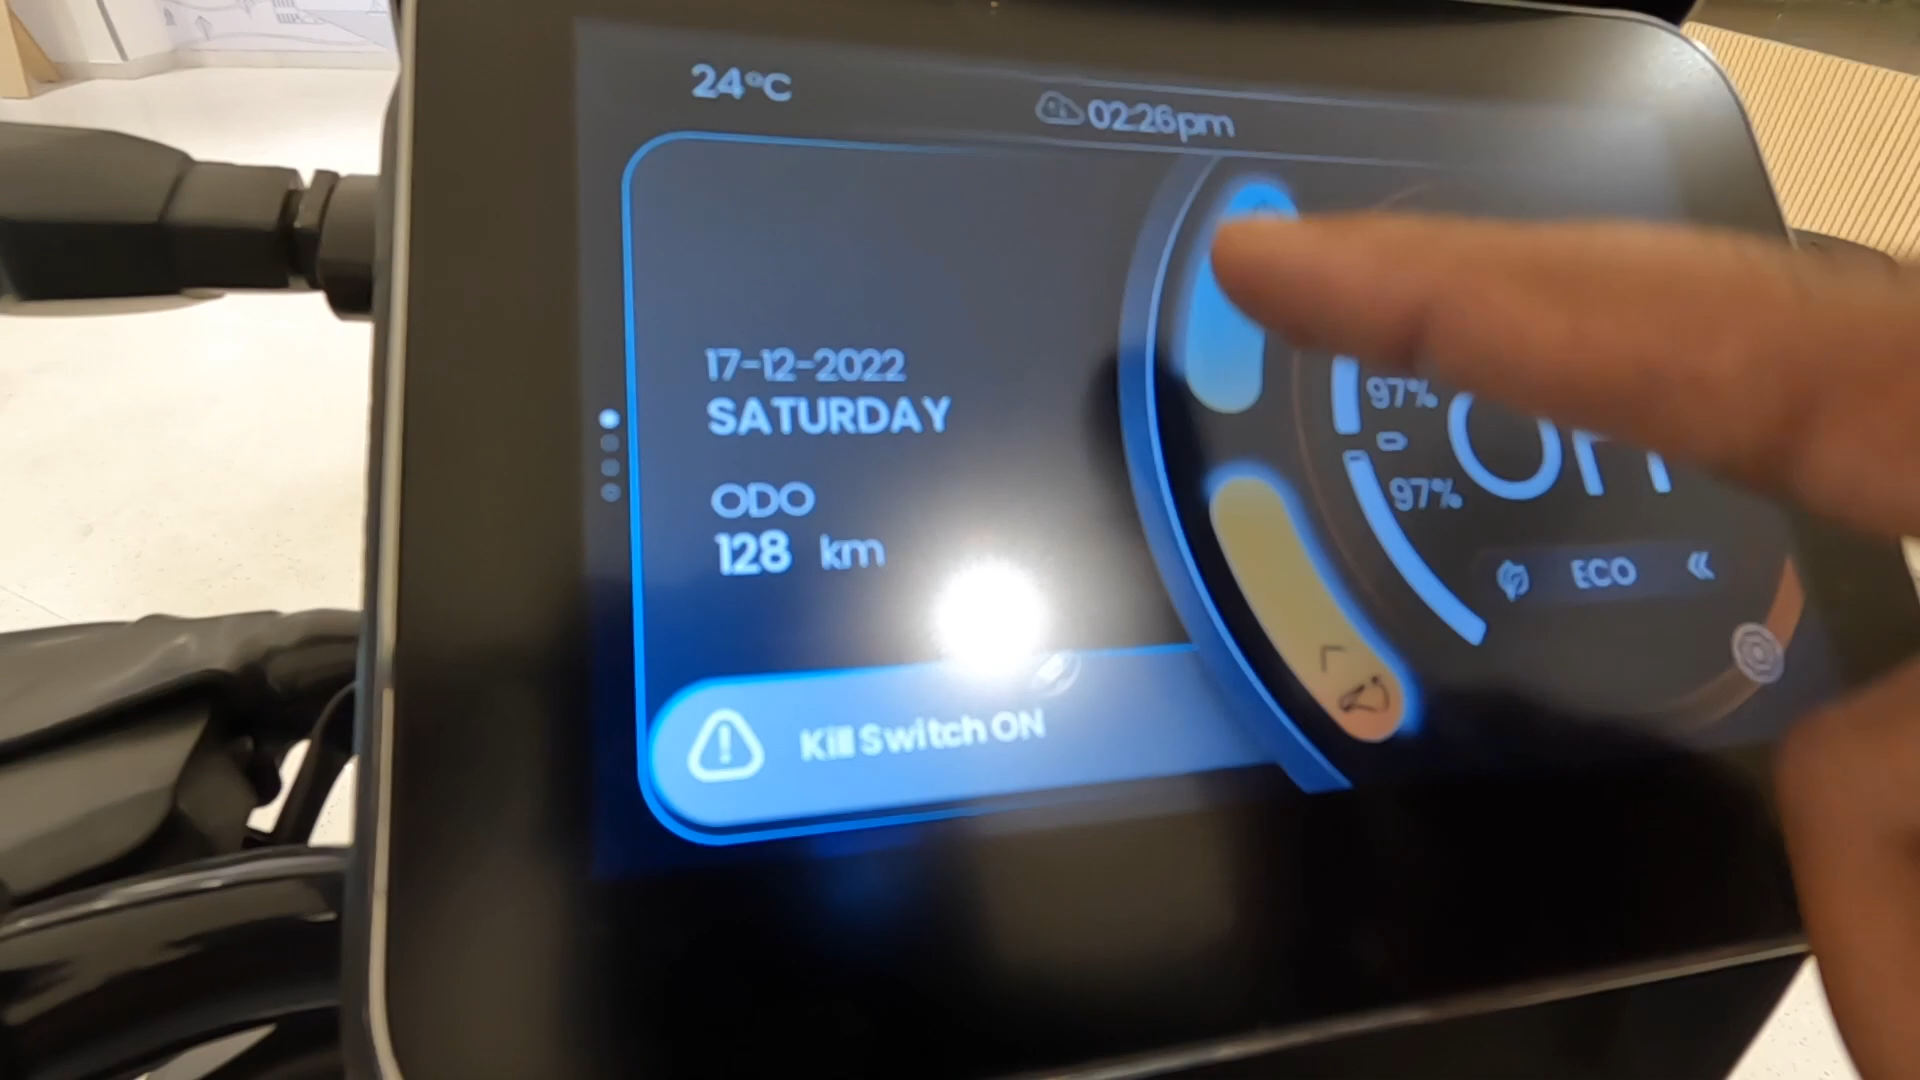 24°C
02:26pm
17-12-2022
SATURDAY
ODO
128 km
Kill Switch ON
97%
97%
ECO